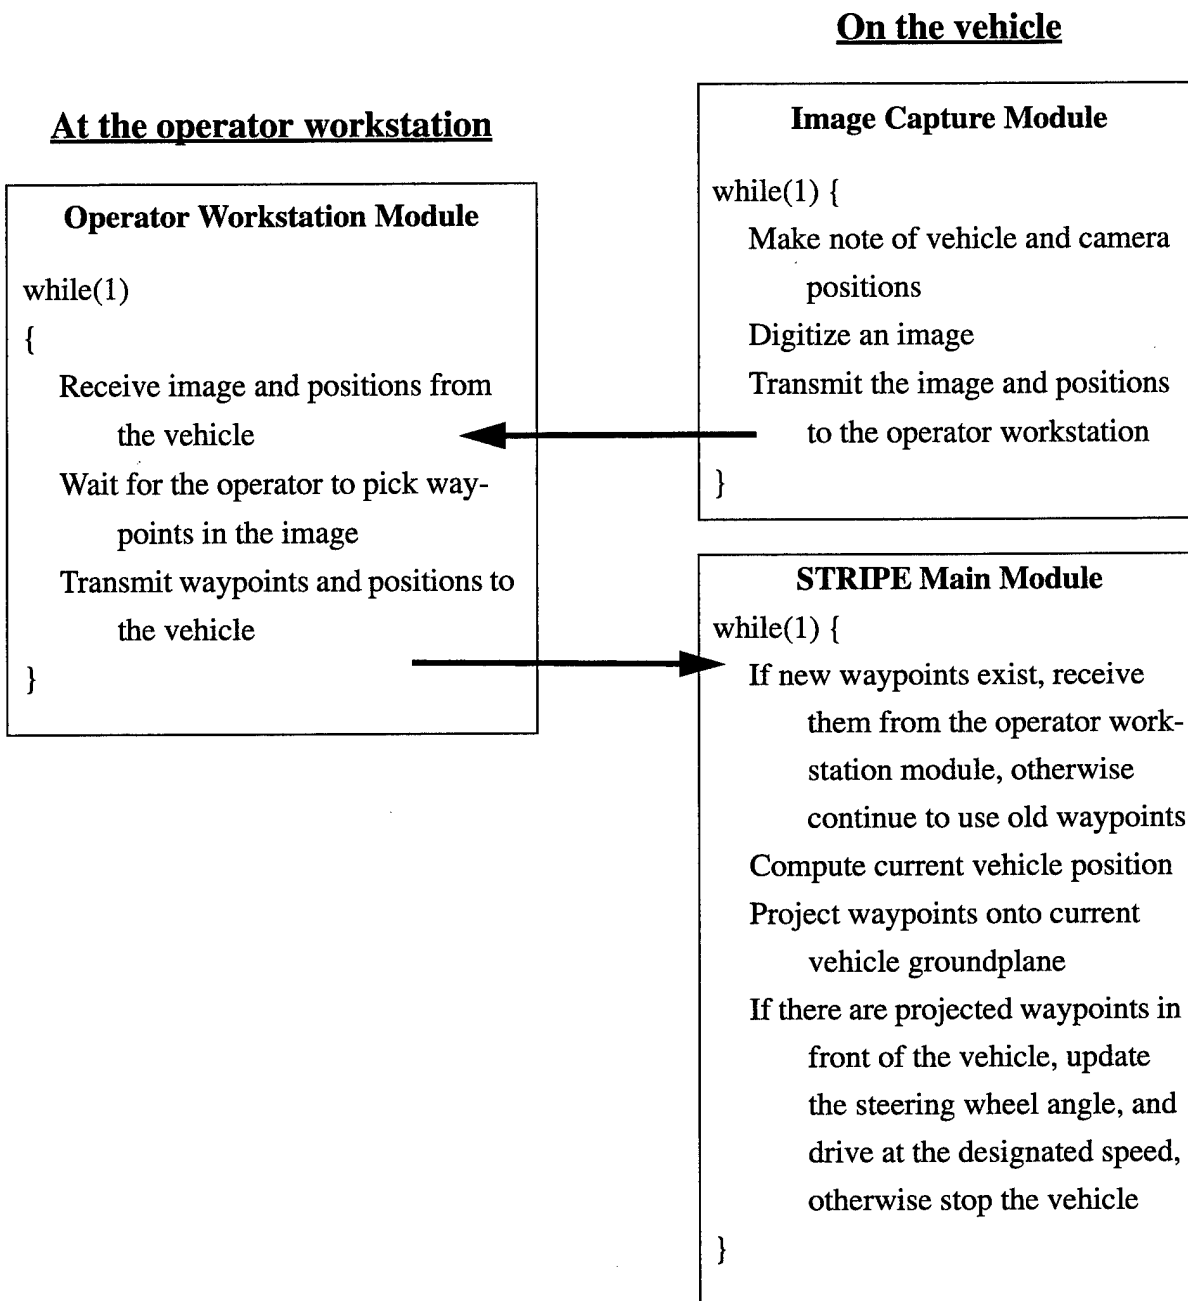 On the vehicle
At the operator workstation
Operator Workstation Module
while(1)
{
Receive image and positions from
the vehicle
Wait for the operator to pick way-
points in the image
Transmit waypoints and positions to
the vehicle
}
Image Capture Module
while(1) {
Make note of vehicle and camera
positions
Digitize an image
Transmit the image and positions
to the operator workstation
}
STRIPE Main Module
while(1) {
If new waypoints exist, receive
them from the operator work-
station module, otherwise
continue to use old waypoints
Compute current vehicle position
Project waypoints onto current
vehicle groundplane
If there are projected waypoints in
front of the vehicle, update
the steering wheel angle, and
drive at the designated speed,
otherwise stop the vehicle
}